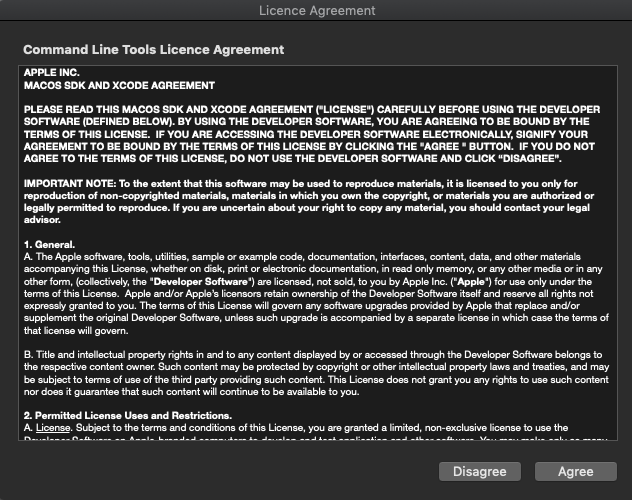 Licence Agreement
Command Line Tools Licence Agreement
APPLE INC.
MACOS SDK AND XCODE AGREEMENT
PLEASE READ THIS MACOS SDK AND XCODE AGREEMENT ("LICENSE") CAREFULLY BEFORE USING THE DEVELOPER
SOFTWARE (DEFINED BELOW). BY USING THE DEVELOPER SOFTWARE, YOU ARE AGREEING TO BE BOUND BY THE
TERMS OF THIS LICENSE.  IF YOU ARE ACCESSING THE DEVELOPER SOFTWARE ELECTRONICALLY, SIGNIFY YOUR
AGREEMENT TO BE BOUND BY THE TERMS OF THIS LICENSE BY CLICKING THE "AGREE " BUTTON.  IF YOU DO NOT
AGREE TO THE TERMS OF THIS LICENSE, DO NOT USE THE DEVELOPER SOFTWARE AND CLICK “DISAGREE”.
IMPORTANT NOTE: To the extent that this software may be used to reproduce materials, it is licensed to you only for
reproduction of non-copyrighted materials, materials in which you own the copyright, or materials you are authorized or
legally permitted to reproduce. If you are uncertain about your right to copy any material, you should contact your legal
advisor.
1. General.
A. The Apple software, tools, utilities, sample or example code, documentation, interfaces, content, data, and other materials
accompanying this License, whether on disk, print or electronic documentation, in read only memory, or any other media or in any
other form, (collectively, the "Developer Software") are licensed, not sold, to you by Apple Inc. ("Apple") for use only under the
terms of this License.  Apple and/or Apple's licensors retain ownership of the Developer Software itself and reserve all rights not
expressly granted to you. The terms of this License will govern any software upgrades provided by Apple that replace and/or
supplement the original Developer Software, unless such upgrade is accompanied by a separate license in which case the terms of
that license will govern.
B. Title and intellectual property rights in and to any content displayed by or accessed through the Developer Software belongs to
the respective content owner. Such content may be protected by copyright or other intellectual property laws and treaties, and may
be subject to terms of use of the third party providing such content. This License does not grant you any rights to use such content
nor does it guarantee that such content will continue to be available to you.
2. Permitted License Uses and Restrictions.
A. License. Subject to the terms and conditions of this License, you are granted a limited, non-exclusive license to use the
Developer Software on Apple-branded computers to develop and test application and other software. You may make only as many
Disagree
Agree